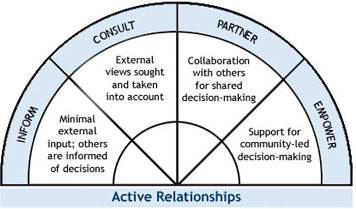 INFORM
CONSULT
PARTNER
EMPOWER
Minimal
external
input; others
are informed
of decisions
External
views sought
and taken
into account
Collaboration
with others
for shared
decision-making
Support for
community-led
decision-making
Active Relationships